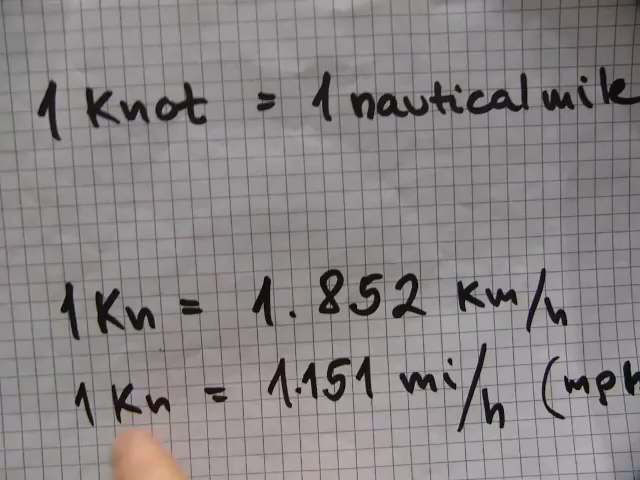 1 Knot = 1 nautical mile
1 Kn = 1.852 Km/h
1 Kn = 1.151 mi/h (mph